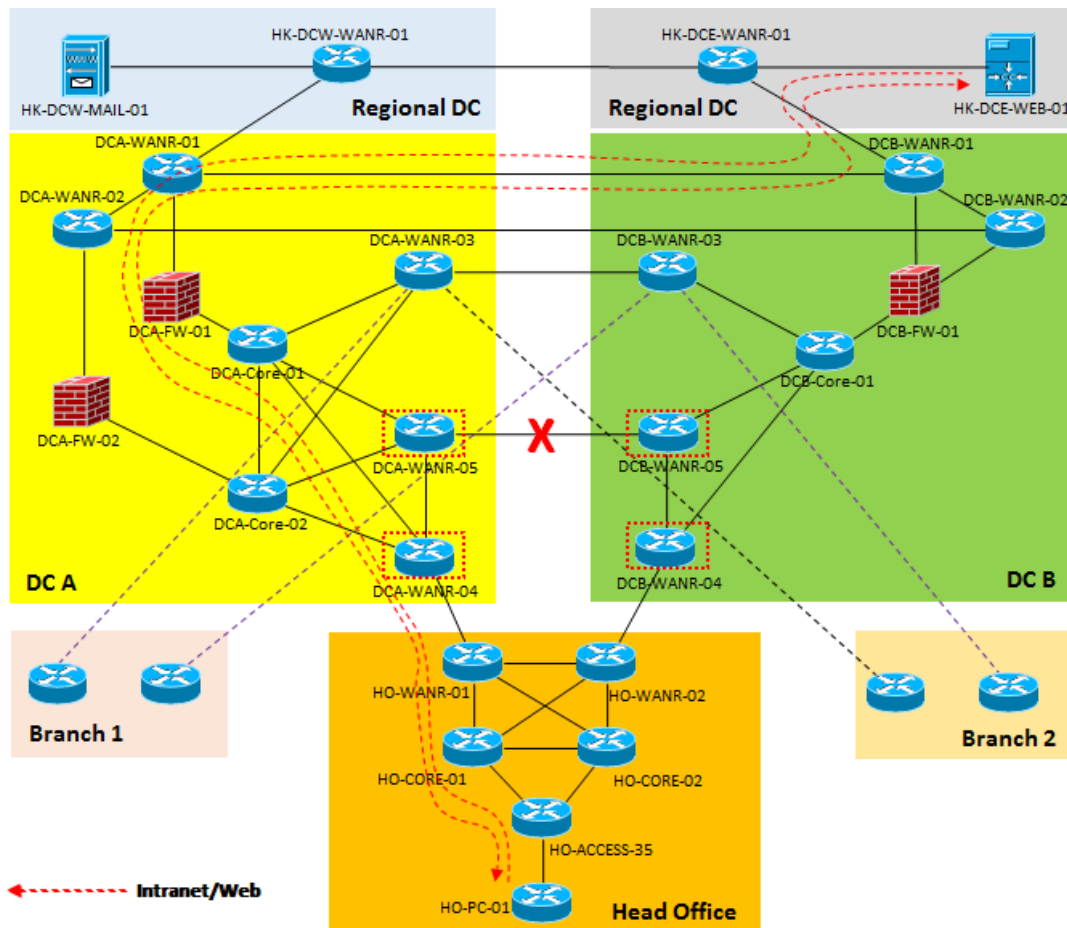 HK-DCW-WANR-01
HK-DCE-WANR-01
WWW
HK-DCW-MAIL-01
Regional DC
Regional DC
HK-DCE-WEB-01
DCA-WANR-01
DCB-WANR-01
DCA-WANR-02
DCB-WANR-02
DCA-WANR-03
DCB-WANR-03
DCA-FW-01
DCB-FW-01
DCA-Core-01
DCB-Core-01
DCA-FW-02
X
DCA-WANR-05
DCB-WANR-05
DCA-Core-02
DC A
DCA-WANR-04
DCB-WANR-04
DC B
HO-WANR-01
HO-WANR-02
Branch 1
Branch 2
HO-CORE-01
HO-CORE-02
HO-ACCESS-35
Intranet/Web
HO-PC-01
Head Office